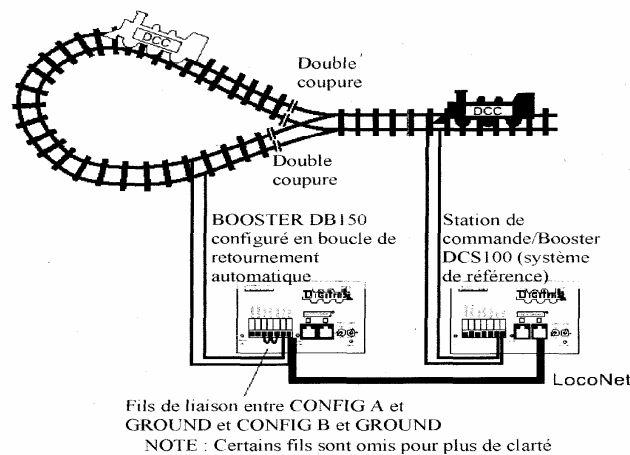 DCC
Double
coupure
DCC
Double
coupure
BOOSTER DB150
configuré en boucle de
retournement
automatique
Station de
commande/Booster
DCS100 (système
de référence)
LocoNet
Fils de liaison entre CONFIG A et
GROUND et CONFIG B et GROUND
NOTE : Certains fils sont omis pour plus de clarté